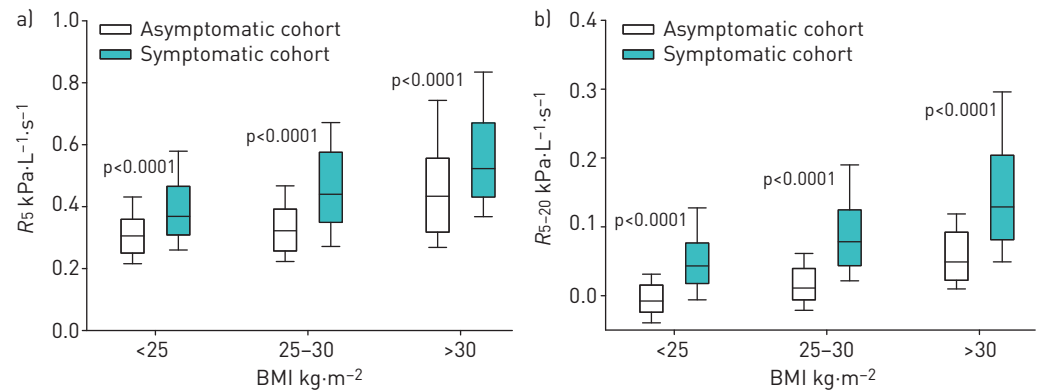 a)
1.0
0.8
0.6
0.4
0.2
0.0
R5 kPa·L−1·s−1
Asymptomatic cohort
Symptomatic cohort
p<0.0001
p<0.0001
p<0.0001
<25
25–30
>30
BMI kg·m−2
b)
0.4
0.3
0.2
0.1
0.0
R5–20 kPa·L−1·s−1
Asymptomatic cohort
Symptomatic cohort
p<0.0001
p<0.0001
p<0.0001
<25
25–30
>30
BMI kg·m−2